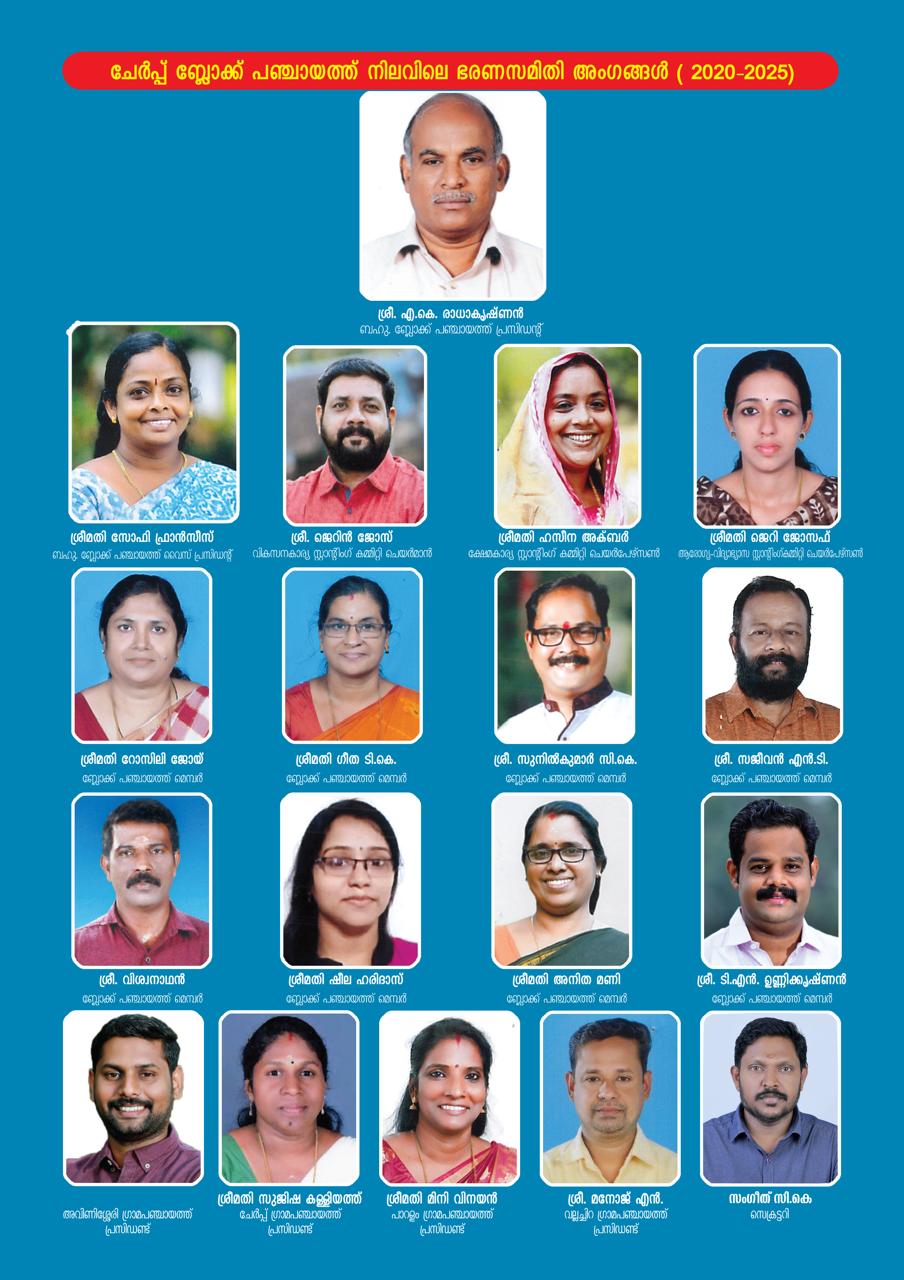 ചേർപ്പ് ബ്ലോക്ക് പഞ്ചായത്ത് നിലവിലെ ഭരണസമിതി അംഗങ്ങൾ ( 2020-2025)
ശ്രീ. എ.കെ. രാധാകൃഷ്ണൻ
ബഹു. ബ്ലോക്ക് പഞ്ചായത്ത് പ്രസിഡന്റ്
ശ്രീമതി സോഫി ഫ്രാൻസീസ്
ബഹു. ബ്ലോക്ക് പഞ്ചായത്ത് വൈസ് പ്രസിഡന്റ്
ശ്രീ. ജെറിൻ ജോസ്
വികസനകാര്യ സ്റ്റാന്റിംഗ് കമ്മിറ്റി ചെയർമാൻ
ശ്രീമതി ഹസീന അക്ബർ
ക്ഷേമകാര്യ സ്റ്റാന്റിംഗ് കമ്മിറ്റി ചെയർപേഴ്സൺ
ശ്രീമതി ജെറി ജോസഫ്
ആരോഗ്യ-വിദ്യാഭ്യാസ സ്റ്റാന്റിംഗ്കമ്മിറ്റി ചെയർപേഴ്സൺ
ശ്രീമതി റോസിലി ജോയ്
ബ്ലോക്ക് പഞ്ചായത്ത് മെമ്പർ
ശ്രീമതി ഗീത ടി.കെ.
ബ്ലോക്ക് പഞ്ചായത്ത് മെമ്പർ
ശ്രീ. സുനിൽകുമാർ സി.കെ.
ബ്ലോക്ക് പഞ്ചായത്ത് മെമ്പർ
ശ്രീ. സജീവൻ എൻ.ടി.
ബ്ലോക്ക് പഞ്ചായത്ത് മെമ്പർ
ശ്രീ. വിശ്വനാഥൻ
ബ്ലോക്ക് പഞ്ചായത്ത് മെമ്പർ
ശ്രീമതി ഷീല ഹരിദാസ്
ബ്ലോക്ക് പഞ്ചായത്ത് മെമ്പർ
ശ്രീമതി അനിത മണി
ബ്ലോക്ക് പഞ്ചായത്ത് മെമ്പർ
ശ്രീ. ടി.എൻ. ഉണ്ണിക്കൃഷ്ണൻ
ബ്ലോക്ക് പഞ്ചായത്ത് മെമ്പർ
അവിണിശ്ശേരി ഗ്രാമപഞ്ചായത്ത്
പ്രസിഡണ്ട്
ശ്രീമതി സുജിഷ കള്ളിയത്ത്
ചേർപ്പ് ഗ്രാമപഞ്ചായത്ത്
പ്രസിഡണ്ട്
ശ്രീമതി മിനി വിനയൻ
പാറളം ഗ്രാമപഞ്ചായത്ത്
പ്രസിഡണ്ട്
ശ്രീ. മനോജ് എൻ.
വല്ലച്ചിറ ഗ്രാമപഞ്ചായത്ത്
പ്രസിഡണ്ട്
സംഗീത് സി.കെ
സെക്രട്ടറി